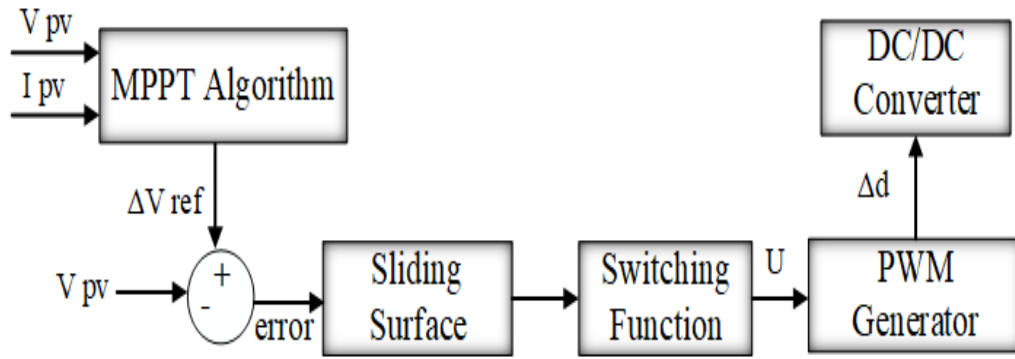 V pv
I pv
MPPT Algorithm
DC/DC
Converter
ΔV ref
Δd
V pv
+
-
error
Sliding
Surface
Switching
Function
U
PWM
Generator